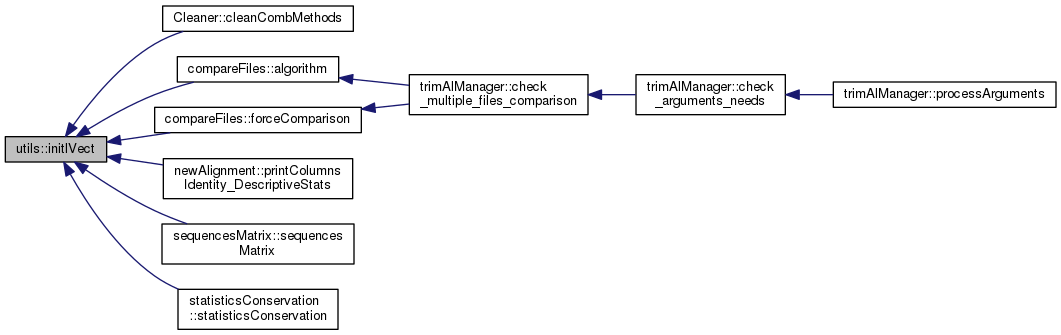 Cleaner::cleanCombMethods
compareFiles::algorithm
trimAlManager::check
_multiple_files_comparison
trimAlManager::check
_arguments_needs
trimAlManager::processArguments
compareFiles::forceComparison
utils::initlVect
newAlignment::printColumns
Identity_DescriptiveStats
sequencesMatrix::sequences
Matrix
statisticsConservation
::statisticsConservation